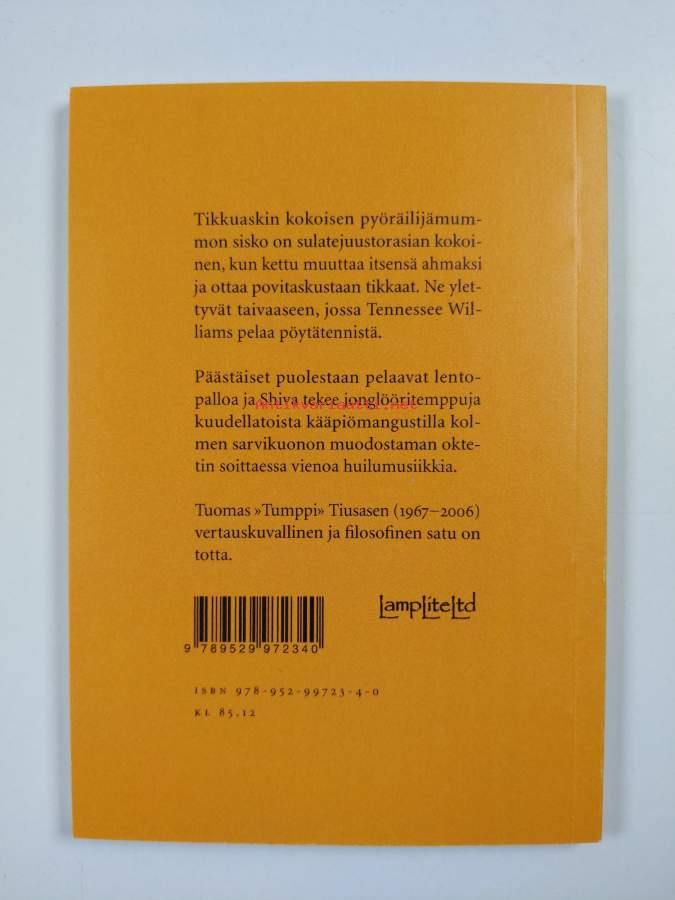 Tikkuaskin kokoisen pyöräilijämum-
mon sisko on sulatejuustorasian kokoi-
nen, kun kettu muuttaa itsensä ahmaksi
ja ottaa povitaskustaan tikkaat. Ne ylet-
tyvät taivaaseen, jossa Tennessee Wil-
liams pelaa pöytätennistä.
Päästäiset puolestaan pelaavat lento-
palloa ja Shiva tekee jonglööritemppuja
Antikvariaatti.net
kuudellatoista kääpiömangustilla kol-
men sarvikuonon muodostaman okte-
tin soittaessa vienoa huilumusiikkia.
Tuomas »Tumppi» Tiusasen (1967–2006)
vertauskuvallinen ja filosofinen satu on
totta.
LampLiteLtd
9 789529 972340
ISBN 978-952-99723-4-0
KL 85.12